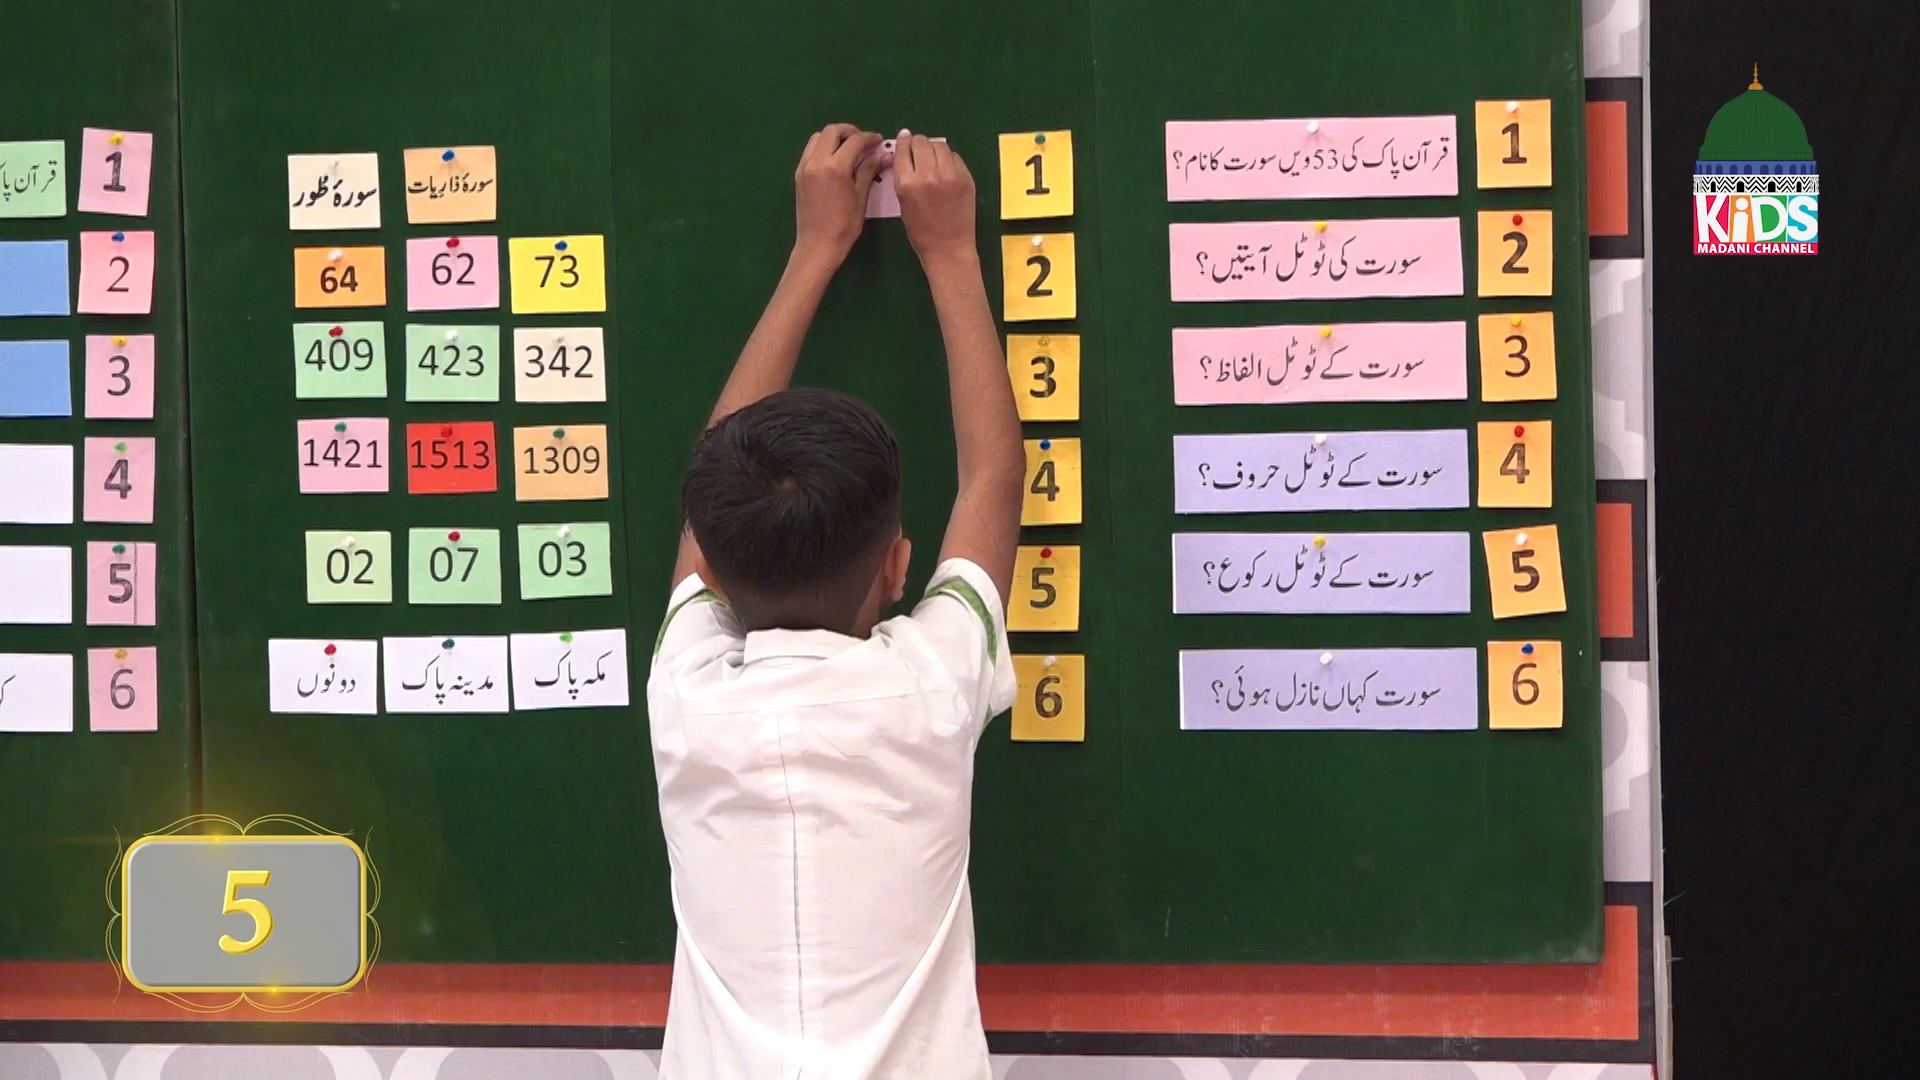 قرآن پاک کی 53ویں سورت کا نام؟
1
سورت کی ٹوٹل آیتیں؟
2
سورت کے ٹوٹل الفاظ؟
3
سورت کے ٹوٹل حروف؟
4
سورت کے ٹوٹل رکوع؟
5
سورت کہاں نازل ہوئی؟
6
1
2
3
4
5
6
سورۂ ذاریات
سورۂ طُور
64 62 73
409 423 342
1421 1513 1309
02 07 03
مکہ پاک
مدینہ پاک
دونوں
1
قرآن
2
3
4
5
6
5
KiDS
MADANI CHANNEL